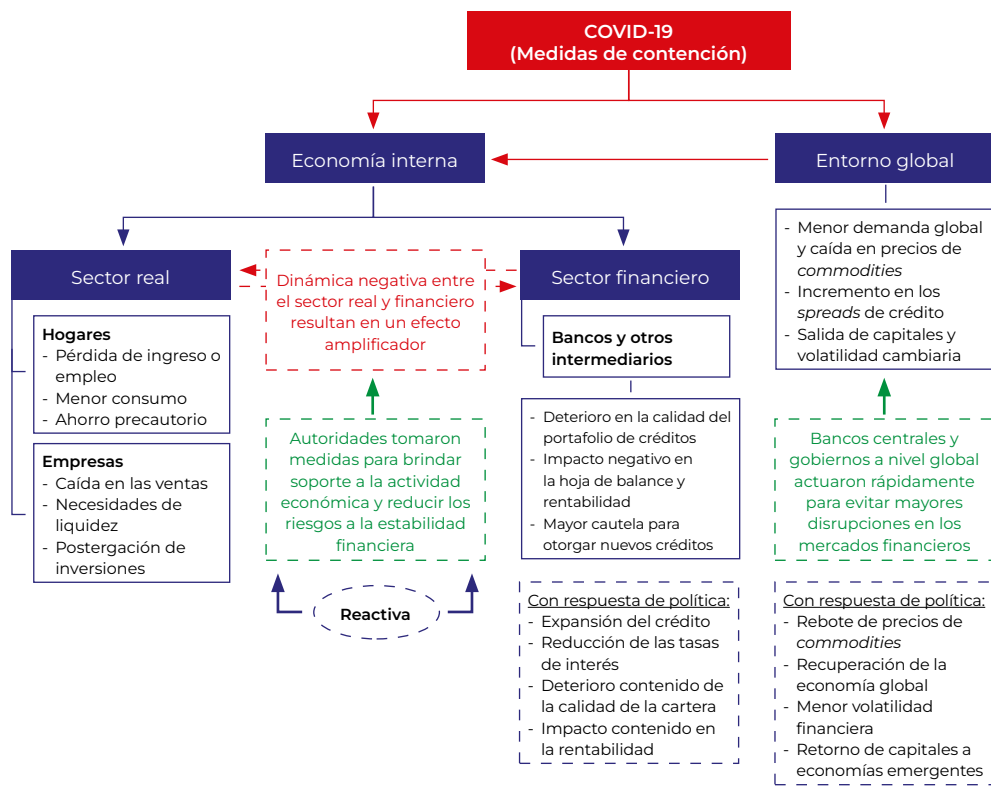 COVID-19
(Medidas de contención)
Economía interna
Entorno global
- Menor demanda global
y caída en precios de
commodities
- Incremento en los
spreads de crédito
- Salida de capitales y
volatilidad cambiaria
Sector real
Dinámica negativa entre
el sector real y financiero
resultan en un efecto
amplificador
Sector financiero
Hogares
- Pérdida de ingreso o
empleo
- Menor consumo
- Ahorro precautorio
Bancos y otros
intermediarios
Empresas
- Caída en las ventas
- Necesidades de
liquidez
- Postergación de
inversiones
Autoridades tomaron
medidas para brindar
soporte a la actividad
económica y reducir los
riesgos a la estabilidad
financiera
- Deterioro en la calidad del
portafolio de créditos
- Impacto negativo en
la hoja de balance y
rentabilidad
- Mayor cautela para
otorgar nuevos créditos
Bancos centrales y
gobiernos a nivel global
actuaron rápidamente
para evitar mayores
disrupciones en los
mercados financieros
Reactiva
Con respuesta de política:
- Expansión del crédito
- Reducción de las tasas
de interés
- Deterioro contenido de
la calidad de la cartera
- Impacto contenido en
la rentabilidad
Con respuesta de política:
- Rebote de precios de
commodities
- Recuperación de la
economía global
- Menor volatilidad
financiera
- Retorno de capitales a
economías emergentes